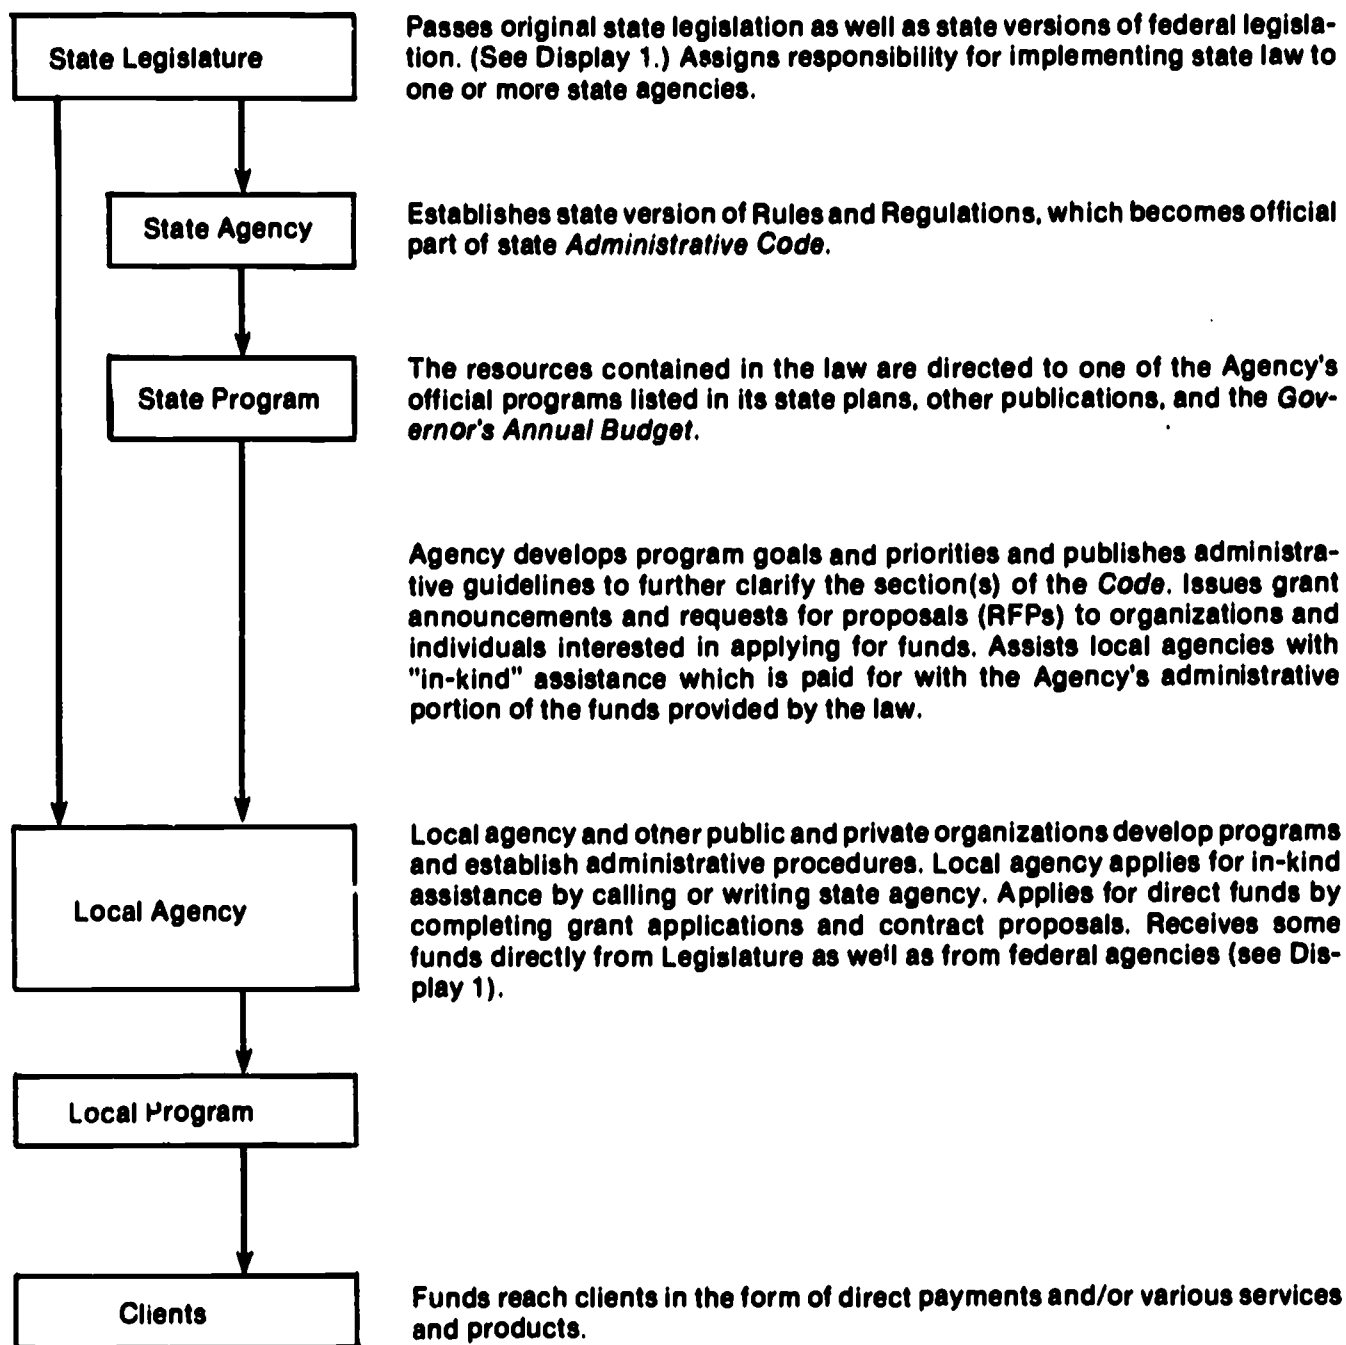 State Legislature
Passes original state legislation as well as state versions of federal legisla-
tion. (See Display 1.) Assigns responsibility for implementing state law to
one or more state agencies.
State Agency
Establishes state version of Rules and Regulations, which becomes official
part of state Administrative Code.
State Program
The resources contained in the law are directed to one of the Agency's
official programs listed in its state plans, other publications, and the Gov-
ernor's Annual Budget.
Agency develops program goals and priorities and publishes administra-
tive guidelines to further clarify the section(s) of the Code. Issues grant
announcements and requests for proposals (RFPs) to organizations and
individuals interested in applying for funds. Assists local agencies with
"in-kind" assistance which is paid for with the Agency's administrative
portion of the funds provided by the law.
Local Agency
Local agency and otner public and private organizations develop programs
and establish administrative procedures. Local agency applies for in-kind
assistance by calling or writing state agency. Applies for direct funds by
completing grant applications and contract proposals. Receives some
funds directly from Legislature as well as from federal agencies (see Dis-
play 1).
Local Program
Clients
Funds reach clients in the form of direct payments and/or various services
and products.